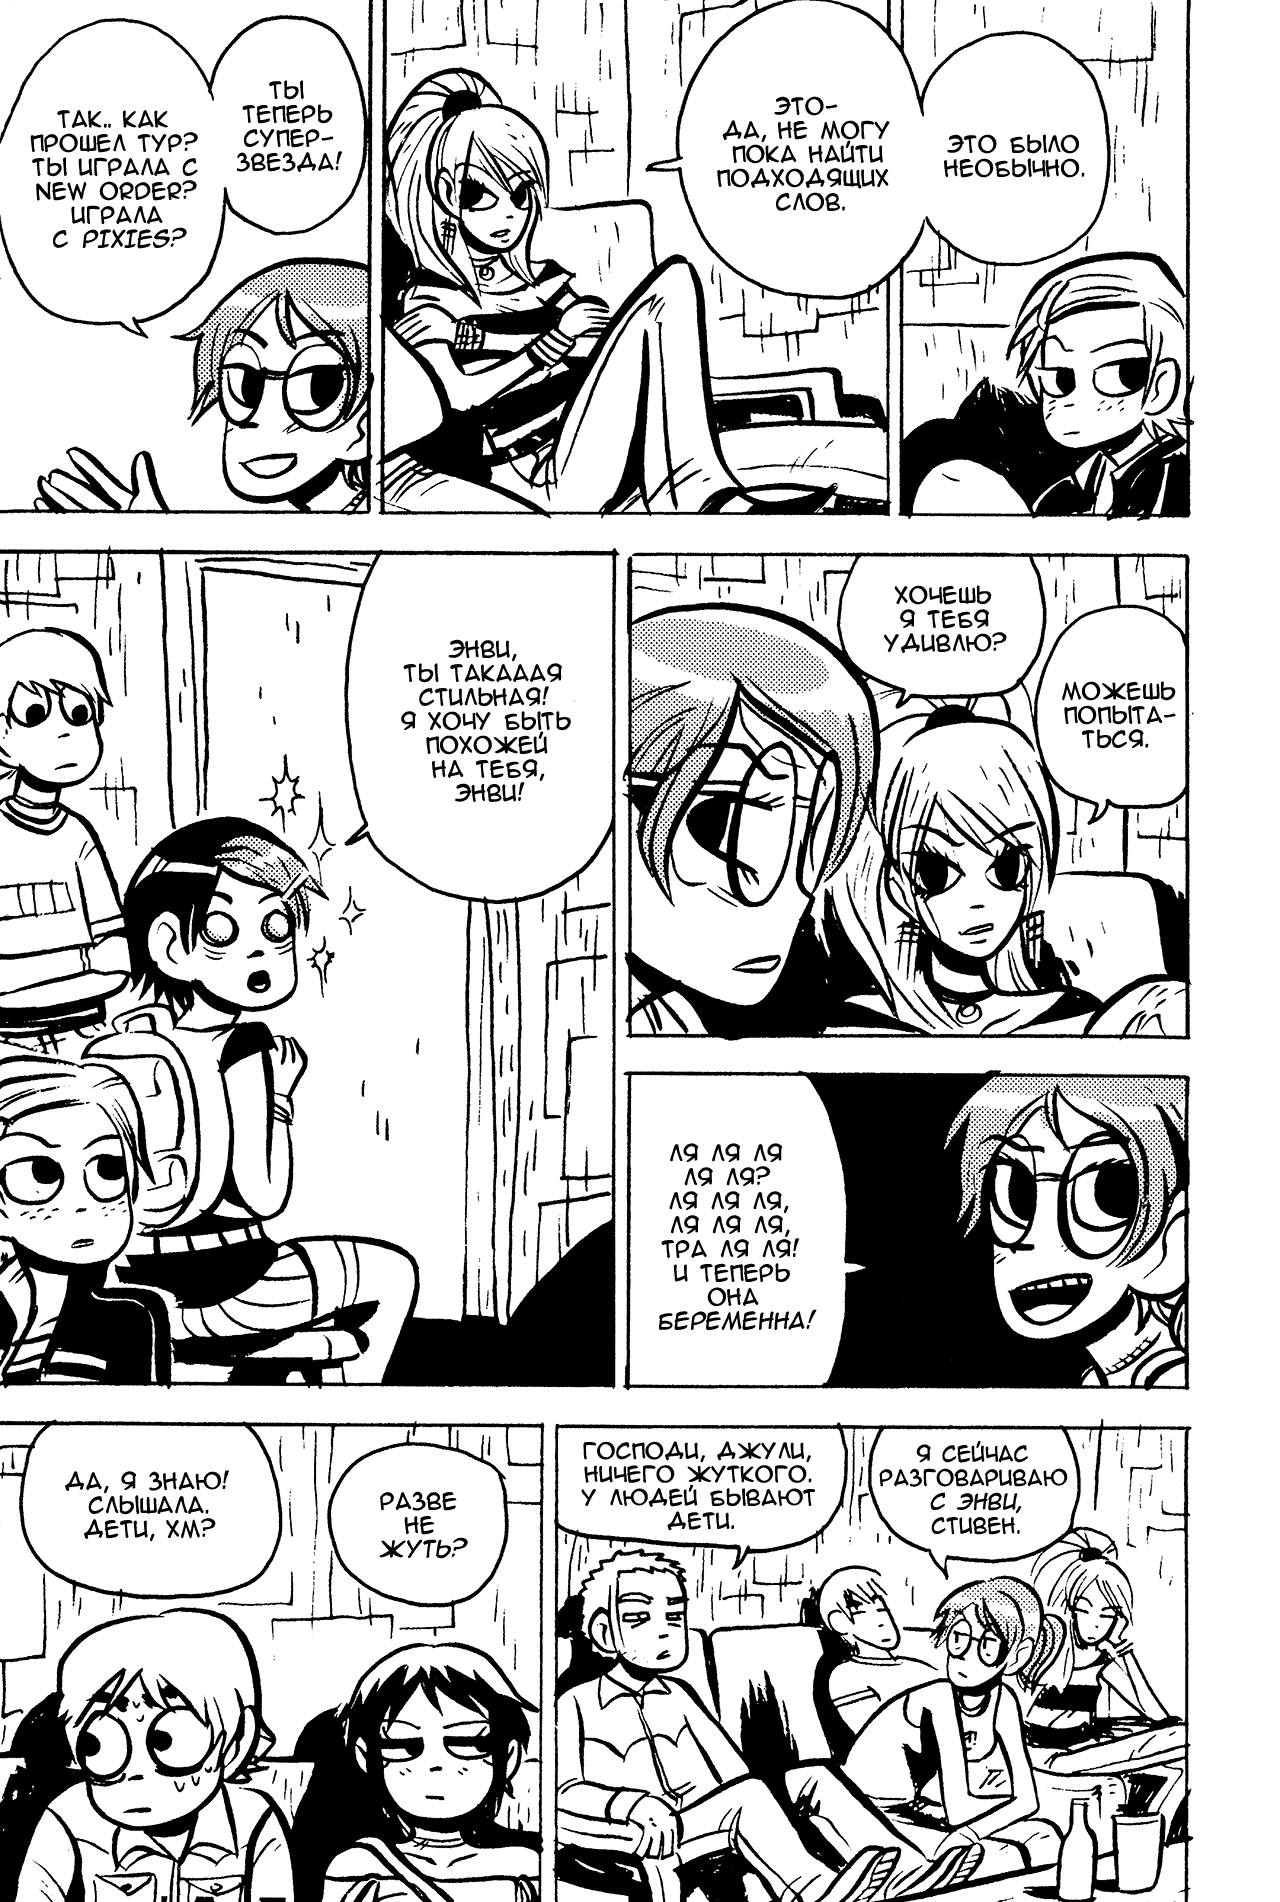 ТАК.. КАК
ПРОШЕЛ ТУР?
ТЫ ИГРАЛА С
NEW ORDER?
ИГРАЛА
С PIXIES?
ТЫ
ТЕПЕРЬ
СУПЕР-
ЗВЕЗДА!
ЭТО-
ДА, НЕ МОГУ
ПОКА НАЙТИ
ПОДХОДЯЩИХ
СЛОВ.
ЭТО БЫЛО
НЕОБЫЧНО.
ЭНВИ,
ТЫ ТАКАААЯ
СТИЛЬНАЯ!
Я ХОЧУ БЫТЬ
ПОХОЖЕЙ
НА ТЕБЯ,
ЭНВИ!
ХОЧЕШЬ
Я ТЕБЯ
УДИВЛЮ?
МОЖЕШЬ
ПОПЫТА-
ТЬСЯ.
ЛЯ ЛЯ ЛЯ
ЛЯ ЛЯ?
ЛЯ ЛЯ ЛЯ,
ЛЯ ЛЯ ЛЯ,
ТРА ЛЯ ЛЯ!
И ТЕПЕРЬ
ОНА
БЕРЕМЕННА!
ДА, Я ЗНАЮ!
СЛЫШАЛА.
ДЕТИ, ХМ?
РАЗВЕ
НЕ
ЖУТЬ?
ГОСПОДИ, ДЖУЛИ,
НИЧЕГО ЖУТКОГО.
У ЛЮДЕЙ БЫВАЮТ
ДЕТИ.
Я СЕЙЧАС
РАЗГОВАРИВАЮ
С ЭНВИ,
СТИВЕН.